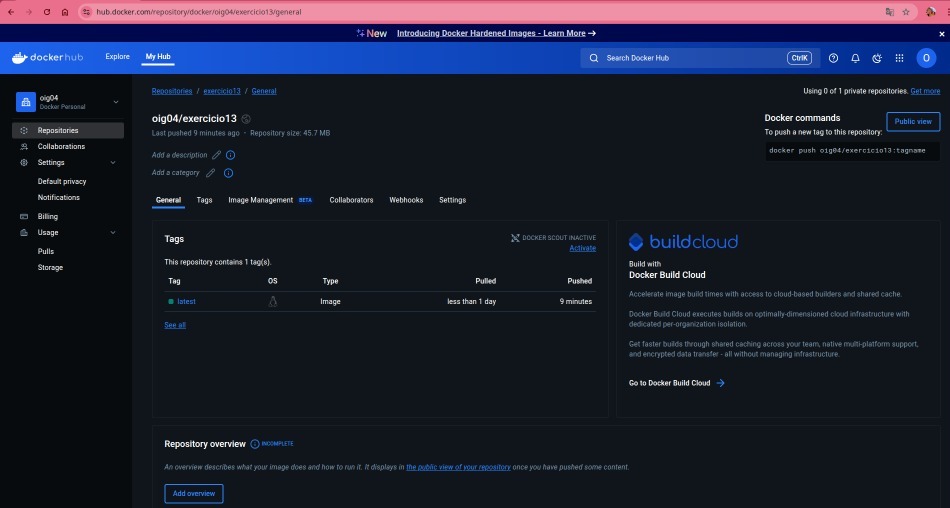 hub.docker.com/repository/docker/oig04/exercicio13/general
New Introducing Docker Hardened Images - Learn More →
dockerhub Explore My Hub Search Docker Hub CtrlK O
oig04
Docker Personal
Repositories
Collaborations
Settings
Default privacy
Notifications
Billing
Usage
Pulls
Storage
Repositories / exercicio13 / General
Using 0 of 1 private repositories. Get more
oig04/exercicio13
Last pushed 9 minutes ago • Repository size: 45.7 MB
Add a description
Add a category
Docker commands
To push a new tag to this repository:
Public view
docker push oig04/exercicio13:tagname
General Tags Image Management BETA Collaborators Webhooks Settings
Tags
DOCKER SCOUT INACTIVE
Activate
This repository contains 1 tag(s).
Tag OS Type Pulled Pushed
latest Image less than 1 day 9 minutes
See all
buildcloud
Build with
Docker Build Cloud
Accelerate image build times with access to cloud-based builders and shared cache.
Docker Build Cloud executes builds on optimally-dimensioned cloud infrastructure with
dedicated per-organization isolation.
Get faster builds through shared caching across your team, native multi-platform support,
and encrypted data transfer - all without managing infrastructure.
Go to Docker Build Cloud →
Repository overview INCOMPLETE
An overview describes what your image does and how to run it. It displays in the public view of your repository once you have pushed some content.
Add overview